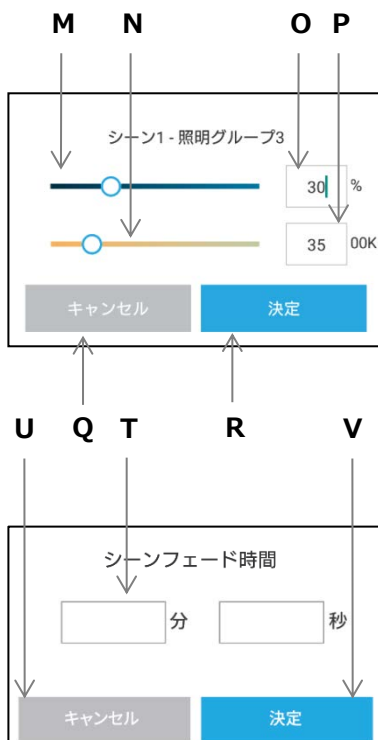 M N O P
シーン1 - 照明グループ3
30 %
35 00K
キャンセル 決定
U Q T R V
シーンフェード時間
分 秒
キャンセル 決定